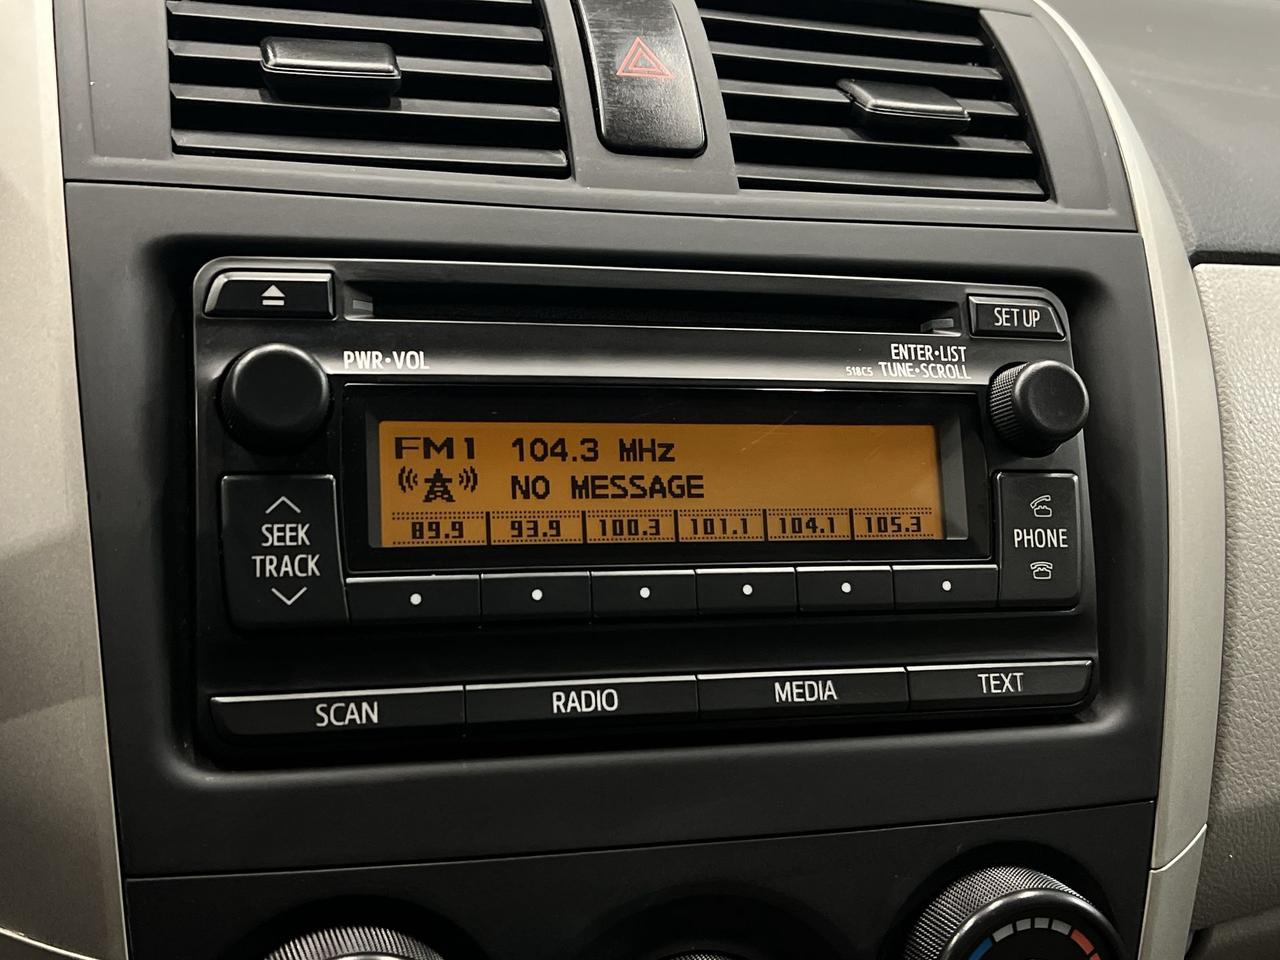 SET UP
PWR•VOL
ENTER•LIST
518C5 TUNE•SCROLL
FM1 104.3 MHz
NO MESSAGE
89.9 93.9 100.3 101.1 104.1 105.3
SEEK
TRACK
PHONE
SCAN RADIO MEDIA TEXT